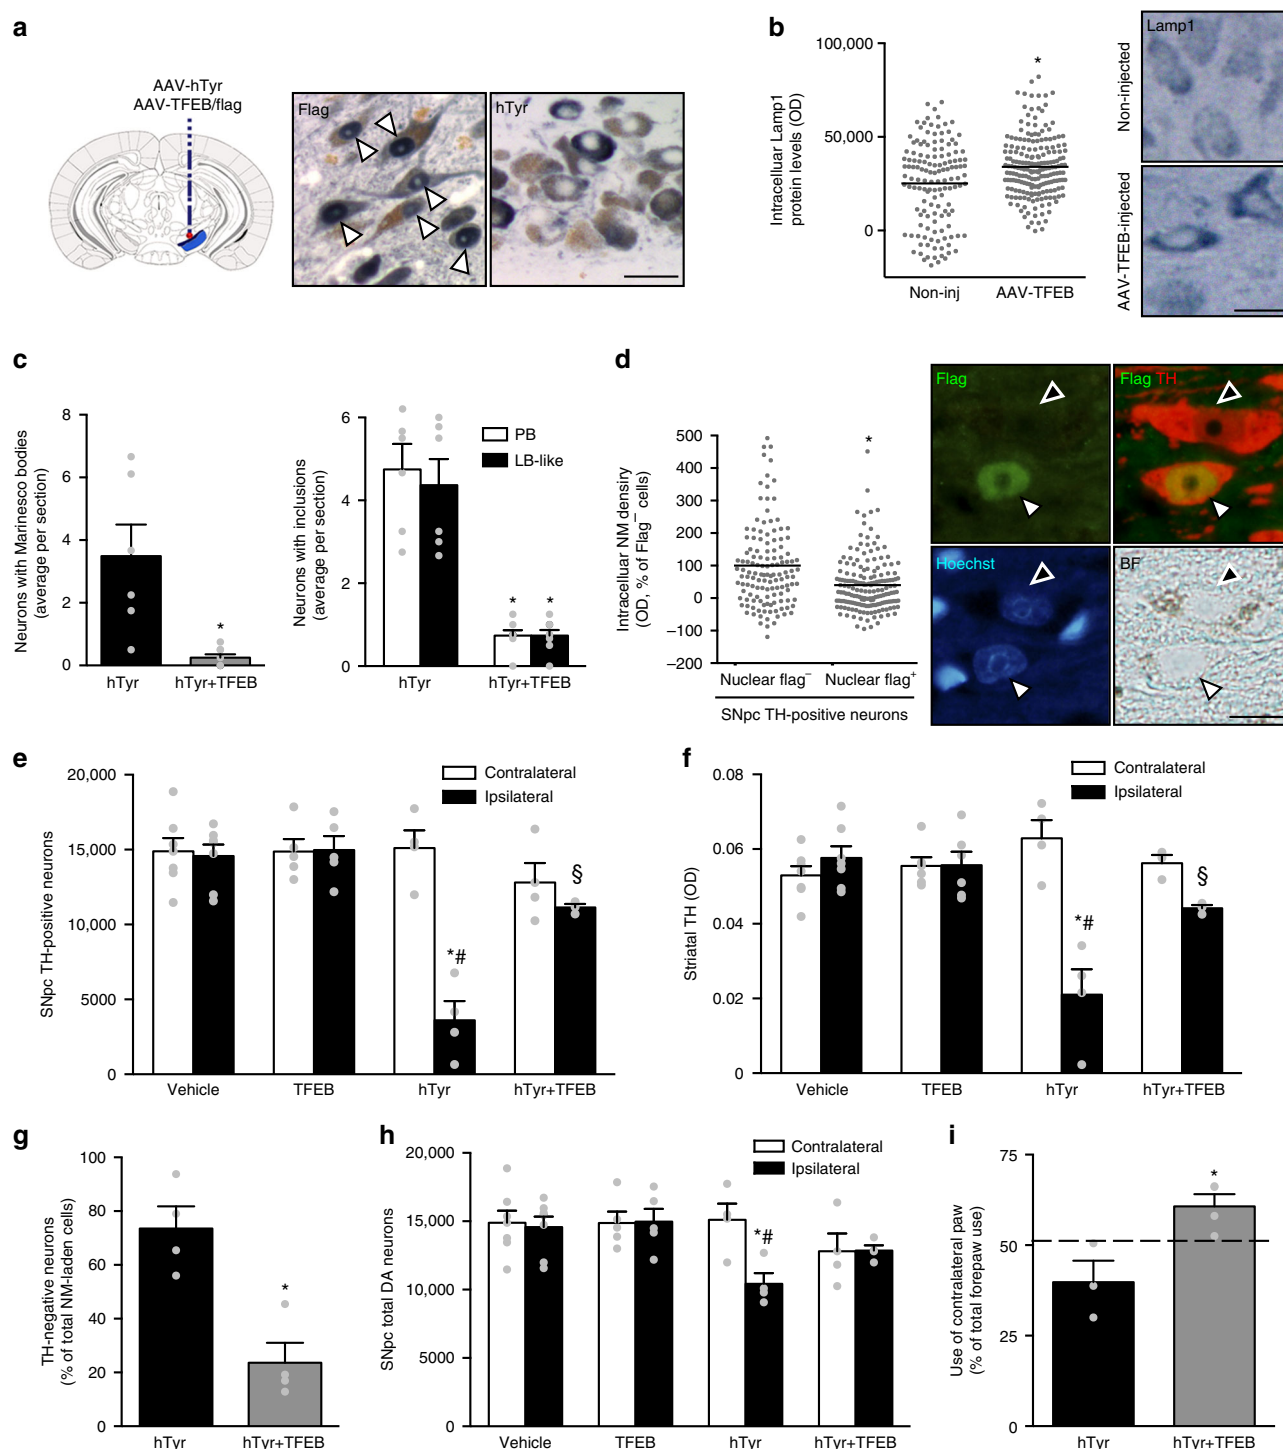 a
AAV-hTyr
AAV-TFEB/flag
Flag
hTyr
b
Intracelluar Lamp1
protein levels (OD)
100,000
50,000
0
*
Non-inj
AAV-TFEB
Non-injected
Lamp1
AAV-TFEB-injected
c
Neurons with Marinesco bodies
(average per section)
8
6
4
2
0
*
hTyr
hTyr+TFEB
Neurons with inclusions
(average per section)
6
4
2
0
PB
LB-like
* *
hTyr
hTyr+TFEB
d
Intracelluar NM densriy
(OD, % of Flag⁻ cells)
500
400
300
200
100
0
−100
−200
*
Nuclear flag⁻
Nuclear flag⁺
SNpc TH-positive neurons
Flag
Flag TH
Hoechst
BF
e
SNpc TH-positive neurons
20,000
15,000
10,000
5000
0
Contralateral
Ipsilateral
*#
§
Vehicle
TFEB
hTyr
hTyr+TFEB
f
Striatal TH (OD)
0.08
0.06
0.04
0.02
0
Contralateral
Ipsilateral
*#
§
Vehicle
TFEB
hTyr
hTyr+TFEB
g
TH-negative neurons
(% of total NM-laden cells)
100
80
60
40
20
0
*
hTyr
hTyr+TFEB
h
SNpc total DA neurons
20,000
15,000
10,000
5000
0
Contralateral
Ipsilateral
*#
Vehicle
TFEB
hTyr
hTyr+TFEB
i
Use of contralateral paw
(% of total forepaw use)
75
50
25
0
*
hTyr
hTyr+TFEB